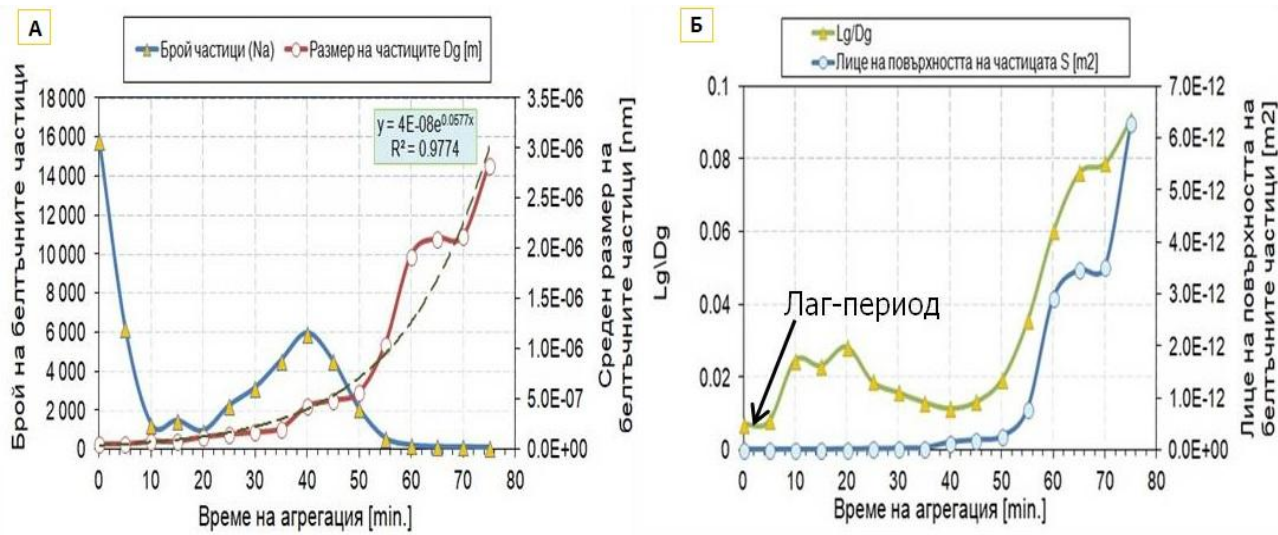 А
Брой частици (Na)
Размер на частиците Dg [m]
y = 4E-08e^0.0577x
R² = 0.9774
Брой на белтъчните частици
18 000
16 000
14 000
12 000
10 000
8 000
6 000
4 000
2 000
0
3.5E-06
3.0E-06
2.5E-06
2.0E-06
1.5E-06
1.0E-06
5.0E-07
0.0E+00
Среден размер на
белтъчните частици [nm]
0 10 20 30 40 50 60 70 80
Време на агрегация [min.]
Б
Lg/Dg
Лице на повърхността на частицата S [m2]
Lg\Dg
0.1
0.08
0.06
0.04
0.02
0
Лаг-период
7.0E-12
6.0E-12
5.0E-12
4.0E-12
3.0E-12
2.0E-12
1.0E-12
0.0E+00
Лице на повърхността на
белтъчните частици [m2]
0 10 20 30 40 50 60 70 80
Време на агрегация [min.]